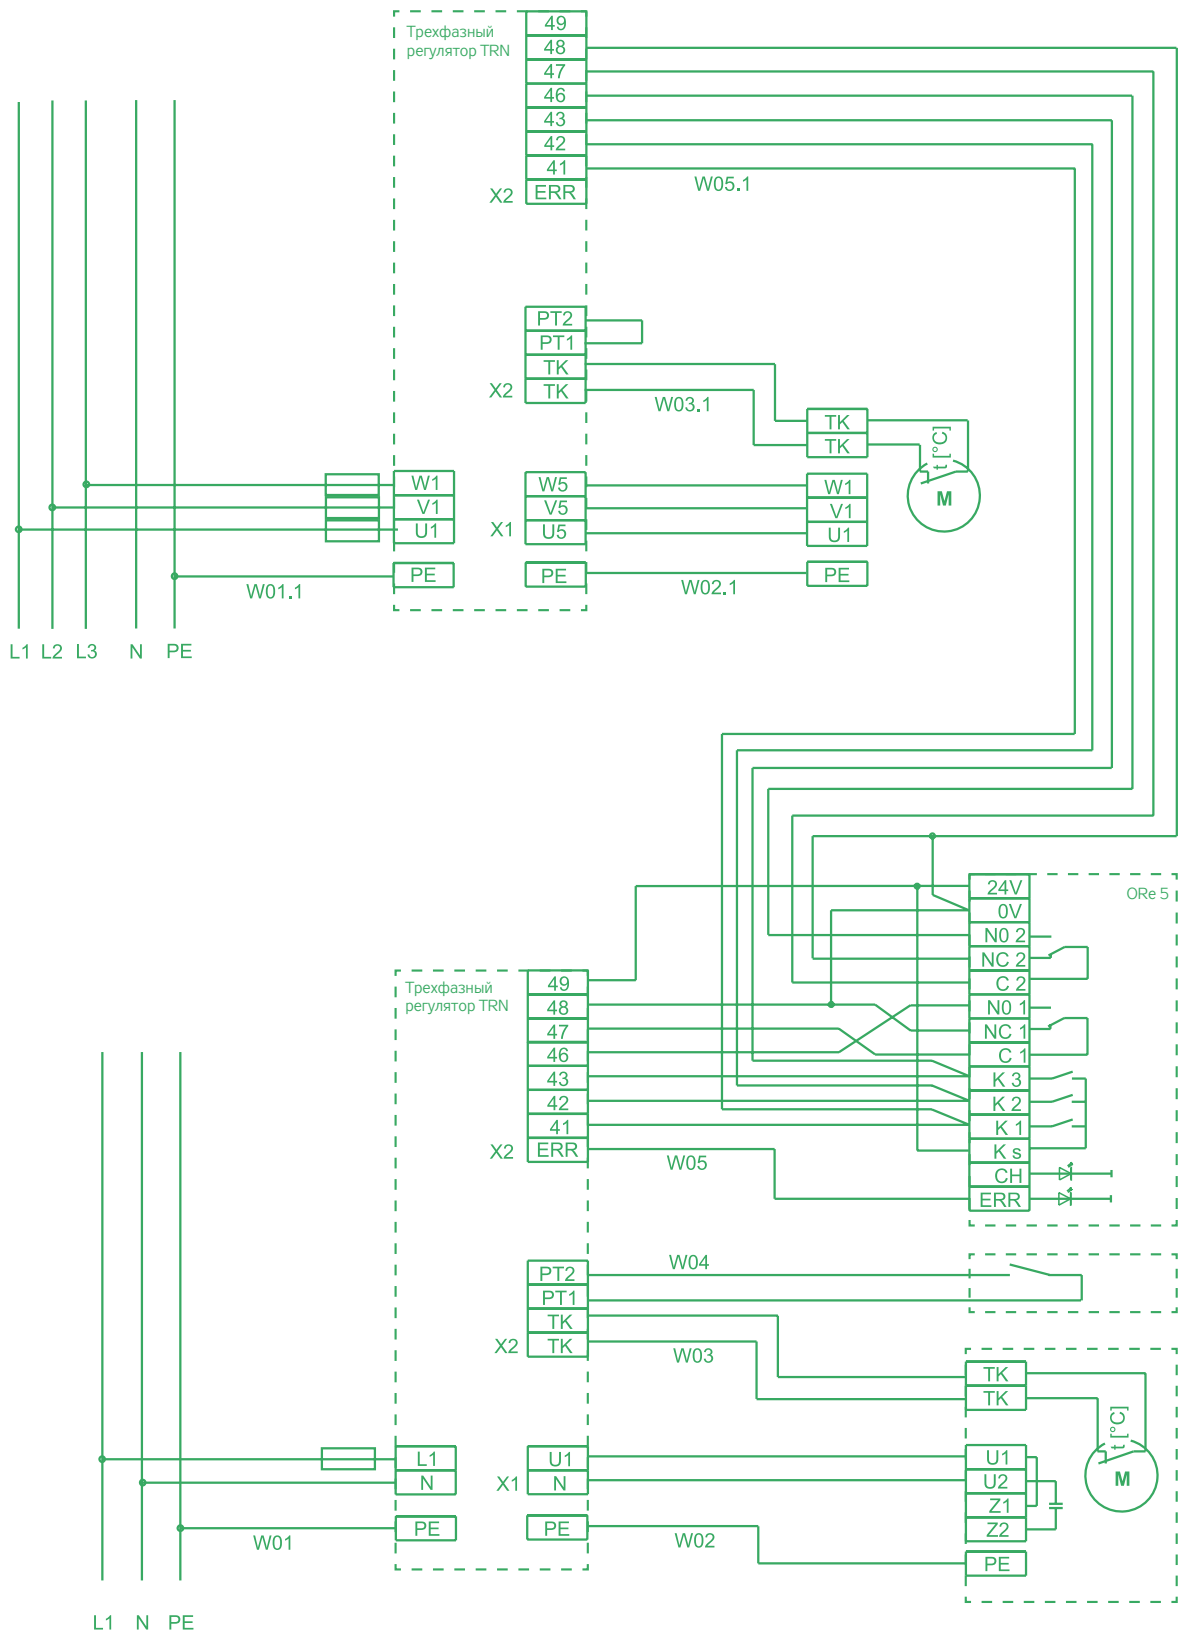 Трехфазный
регулятор TRN
49
48
47
46
43
42
41
X2 ERR
W05.1
PT2
PT1
TK
X2 TK
W03.1
TK
TK
t [°C]
M
W1
V1
U1
X1
W5
V5
U5
W1
V1
U1
PE
PE
PE
W01.1
W02.1
L1 L2 L3 N PE
ORe 5
24V
0V
N0 2
NC 2
C 2
N0 1
NC 1
C 1
K 3
K 2
K 1
K s
CH
ERR
Трехфазный
регулятор TRN
49
48
47
46
43
42
41
X2 ERR
W05
PT2
PT1
TK
X2 TK
W04
W03
TK
TK
t [°C]
M
L1
N
X1
U1
N
U1
U2
Z1
Z2
PE
PE
PE
W01
W02
L1 N PE